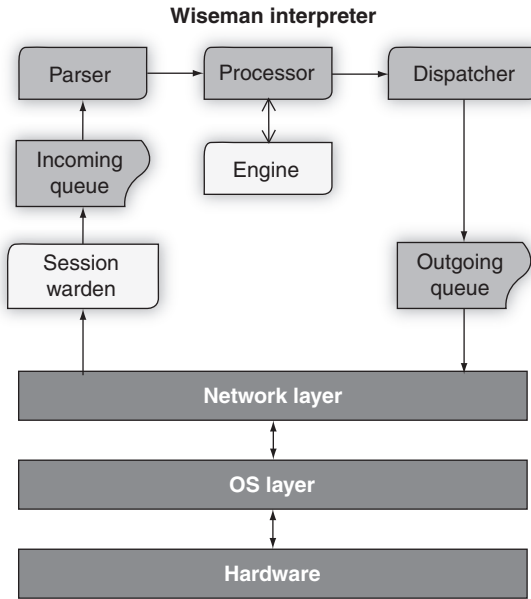 Wiseman interpreter
Parser
Processor
Dispatcher
Incoming
queue
Engine
Session
warden
Outgoing
queue
Network layer
OS layer
Hardware